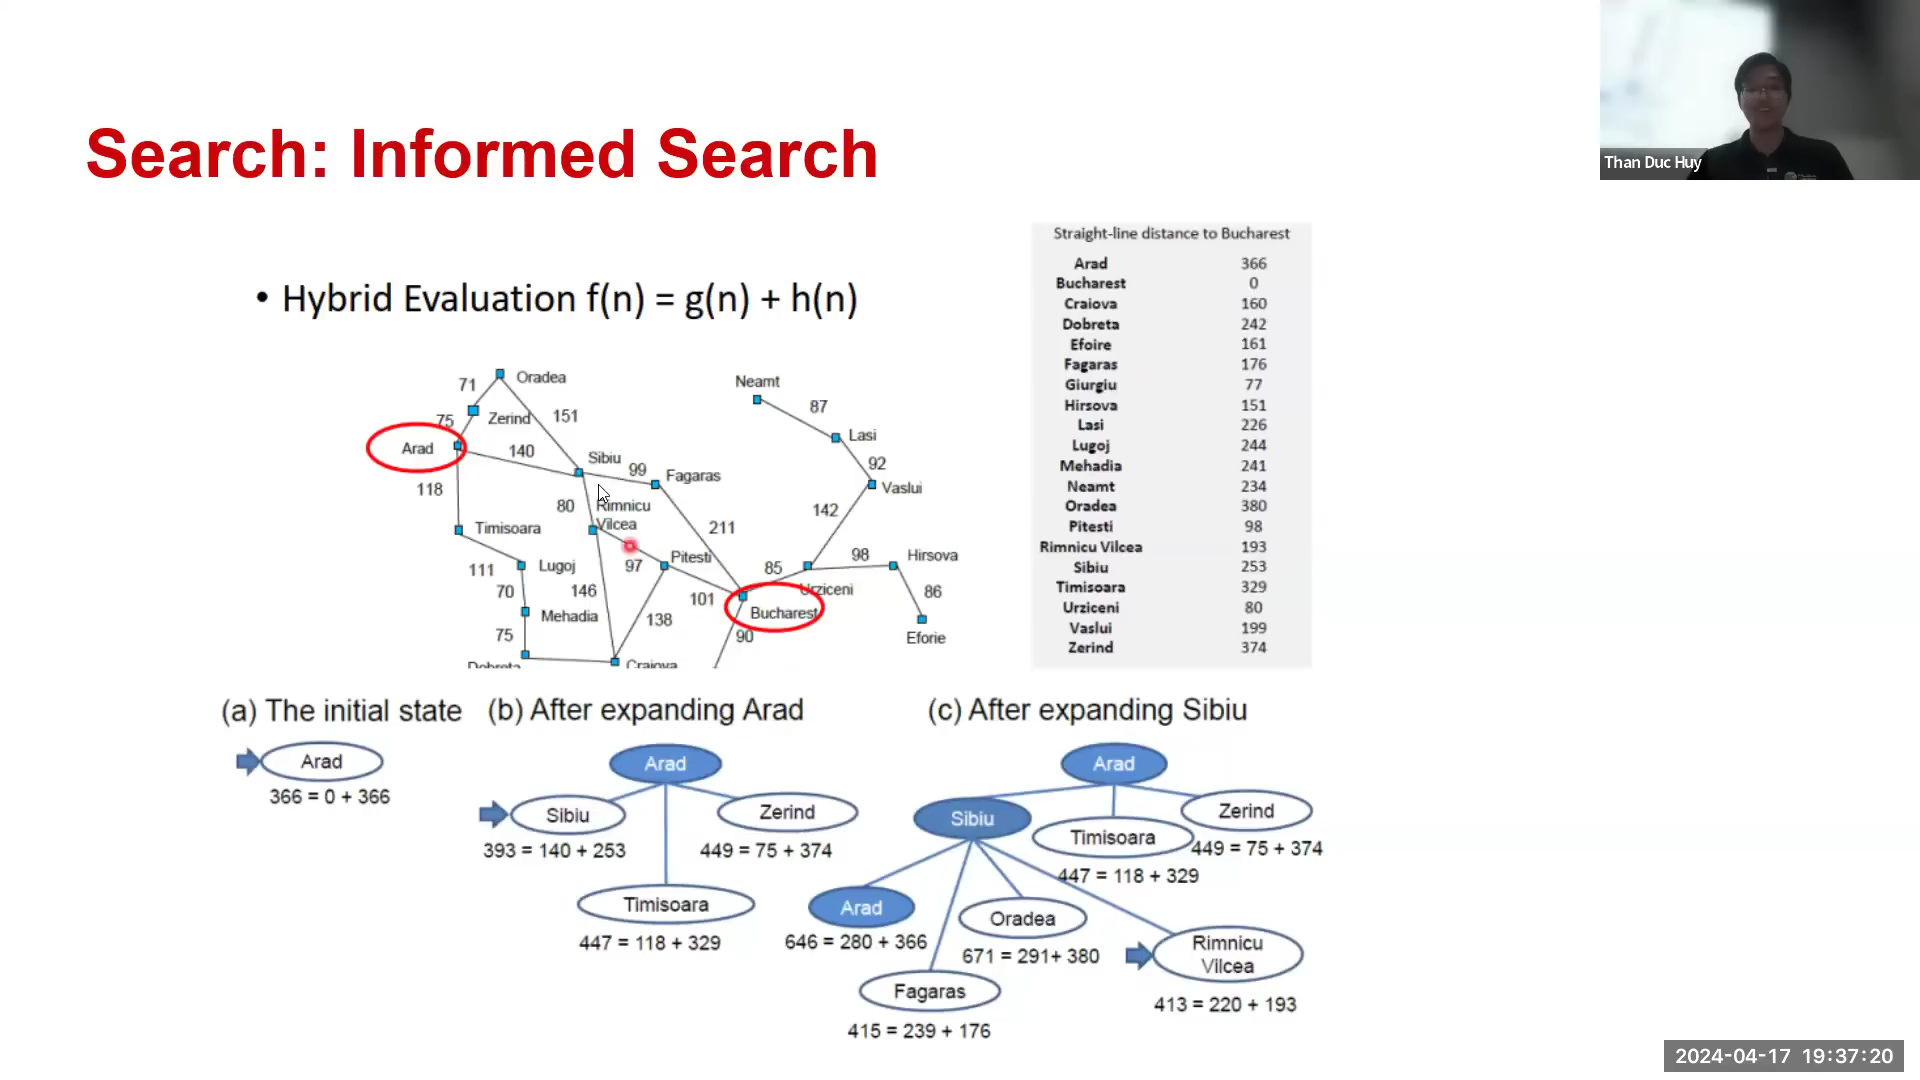 Than Duc Huy
Search: Informed Search
• Hybrid Evaluation f(n) = g(n) + h(n)
Straight-line distance to Bucharest
Arad 366
Bucharest 0
Craiova 160
Dobreta 242
Efoire 161
Fagaras 176
Giurgiu 77
Hirsova 151
Lasi 226
Lugoj 244
Mehadia 241
Neamt 234
Oradea 380
Pitesti 98
Rimnicu Vilcea 193
Sibiu 253
Timisoara 329
Urziceni 80
Vaslui 199
Zerind 374
Oradea
71
Neamt
87
75
Zerind
151
Lasi
Arad
140
Sibiu
99
Fagaras
92
Vaslui
118
80
Rimnicu
Vilcea
142
211
Timisoara
98
Hirsova
Pitesti
97
85
111
Lugoj
Urziceni
86
70
146
101
Bucharest
Mehadia
138
90
75
Eforie
Dobreta
Craiova
(a) The initial state
Arad
366 = 0 + 366
(b) After expanding Arad
Arad
Sibiu
393 = 140 + 253
Zerind
449 = 75 + 374
Timisoara
447 = 118 + 329
(c) After expanding Sibiu
Arad
Sibiu
Timisoara
447 = 118 + 329
Zerind
449 = 75 + 374
Arad
646 = 280 + 366
Oradea
671 = 291+ 380
Rimnicu
Vilcea
413 = 220 + 193
Fagaras
415 = 239 + 176
2024-04-17 19:37:20